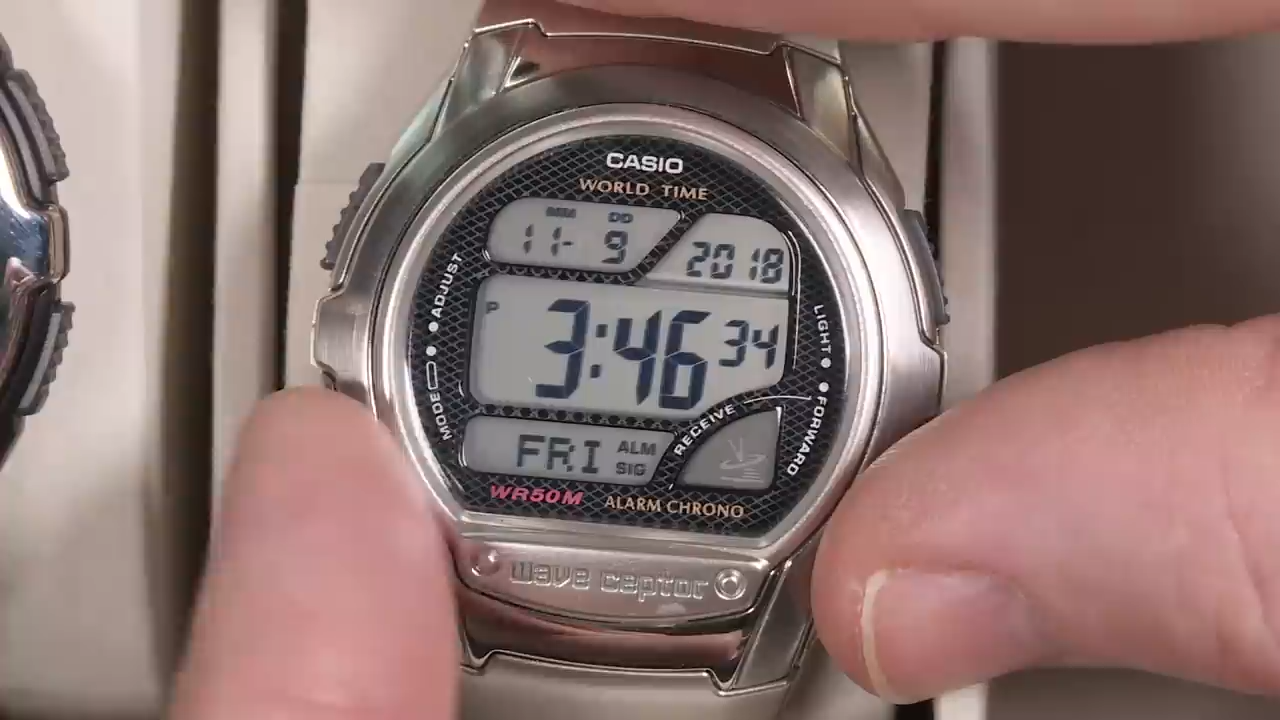 CASIO
WORLD TIME
MM DD
11- 9 2018
ADJUST
LIGHT
P 3:46 34
MODE
FORWARD
RECEIVE
FRI ALM
SIG
WR50M
ALARM CHRONO
wave ceptor